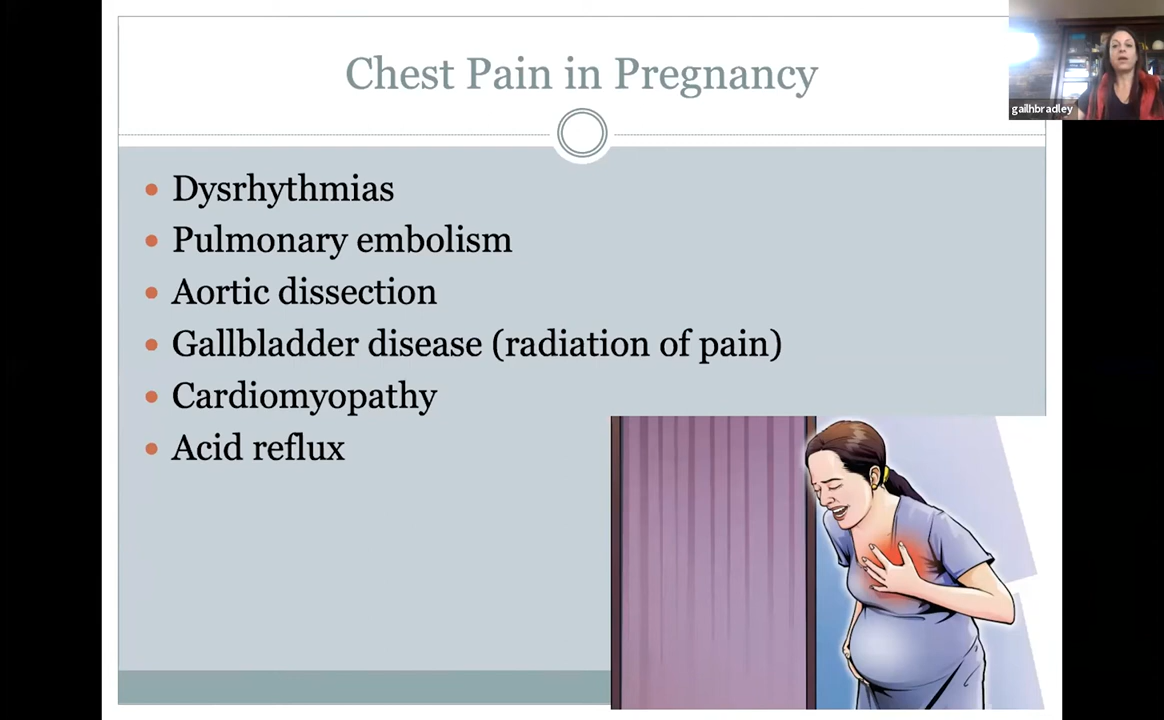 Chest Pain in Pregnancy
gailhbradley
Dysrhythmias
Pulmonary embolism
Aortic dissection
Gallbladder disease (radiation of pain)
Cardiomyopathy
Acid reflux